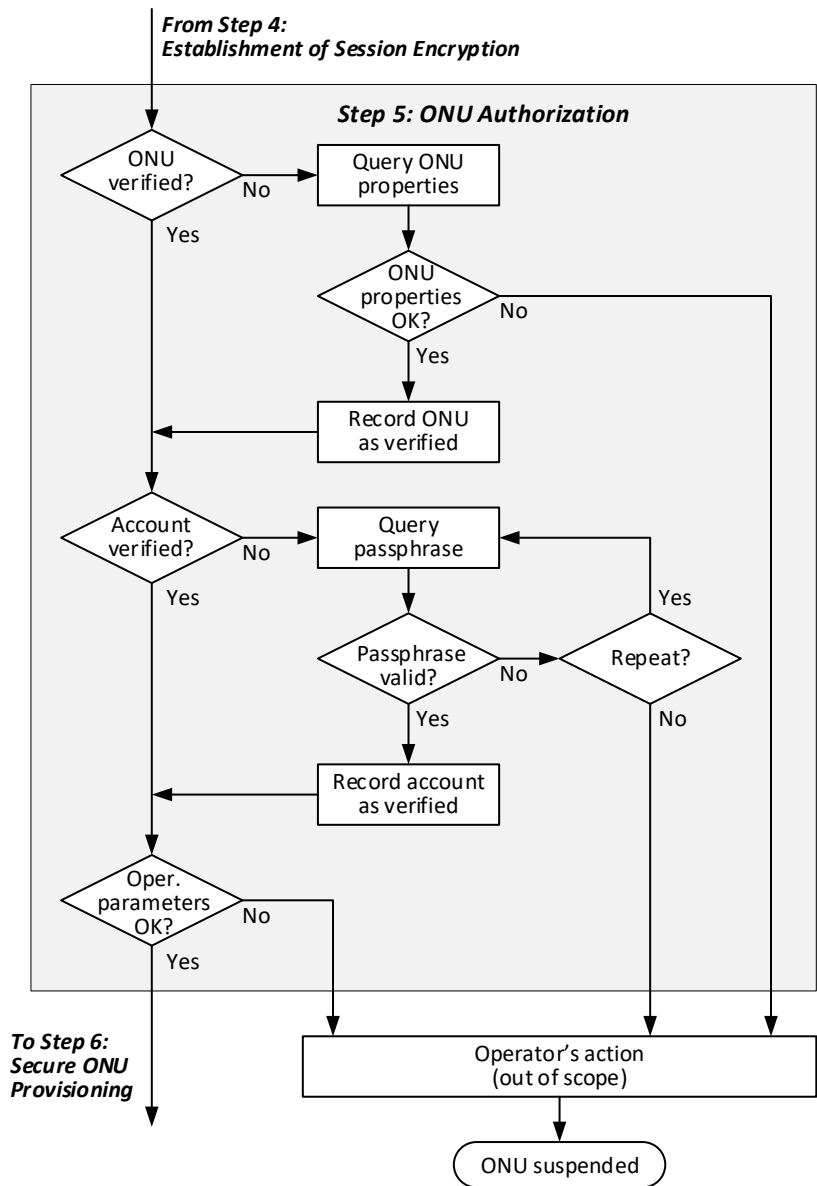 From Step 4:
Establishment of Session Encryption
Step 5: ONU Authorization
ONU
verified?
No
Yes
Query ONU
properties
ONU
properties
OK?
No
Yes
Record ONU
as verified
Account
verified?
No
Yes
Query
passphrase
Passphrase
valid?
No
Yes
Repeat?
Yes
No
Record account
as verified
Oper.
parameters
OK?
No
Yes
To Step 6:
Secure ONU
Provisioning
Operator’s action
(out of scope)
ONU suspended